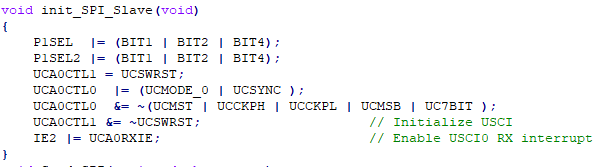 void init_SPI_Slave(void)
{
P1SEL |= (BIT1 | BIT2 | BIT4);
P1SEL2 |= (BIT1 | BIT2 | BIT4);
UCA0CTL1 = UCSWRST;
UCA0CTL0 |= (UCMODE_0 | UCSYNC );
UCA0CTL0 &= ~(UCMST | UCCKPH | UCCKPL | UCMSB | UC7BIT );
UCA0CTL1 &= ~UCSWRST; // Initialize USCI
IE2 |= UCA0RXIE; // Enable USCI0 RX interrupt
}